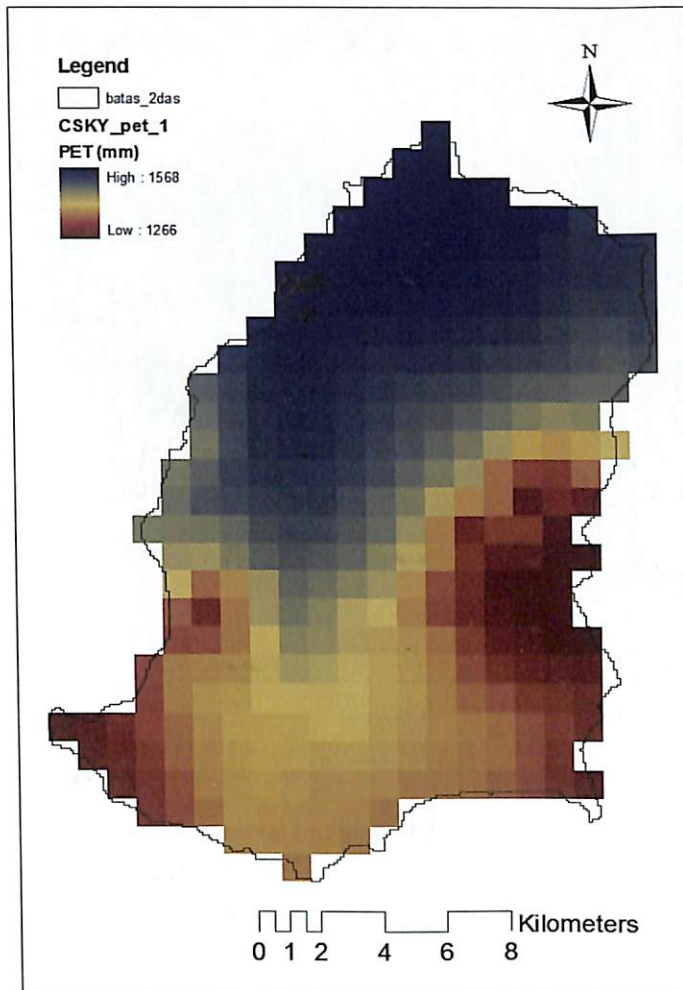 Legend
batas_2das
CSKY_pet_1
PET (mm)
High : 1568
Low : 1266
N
Kilometers
0 1 2 4 6 8